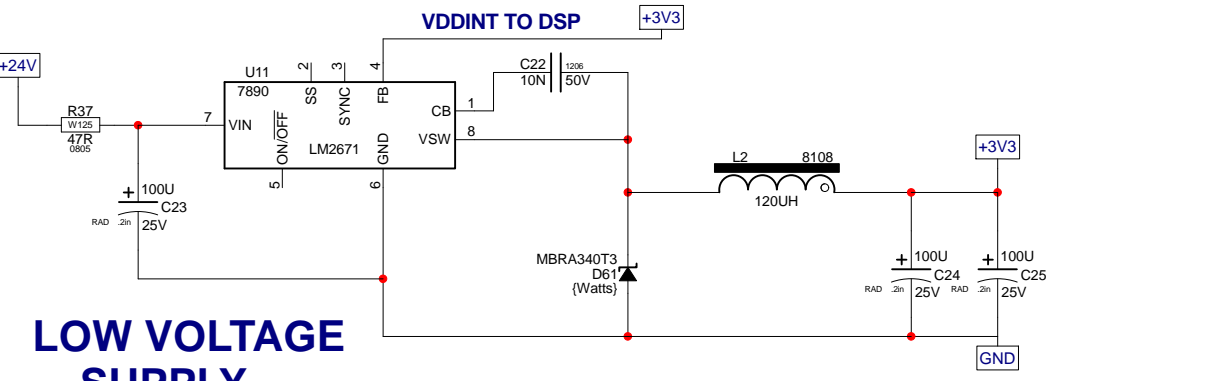 VDDINT TO DSP
+3V3
+24V
U11
7890
2
3
4
SS
SYNC
FB
C22
10N
1206
50V
R37
W125
47R
0805
7
VIN
ON/OFF
LM2671
GND
CB
VSW
1
8
5
6
+
100U
C23
RAD .2in
25V
L2
8108
120UH
+3V3
MBRA340T3
D61
{Watts}
+
100U
C24
RAD .2in
25V
+
100U
C25
RAD .2in
25V
GND
LOW VOLTAGE
SUPPLY